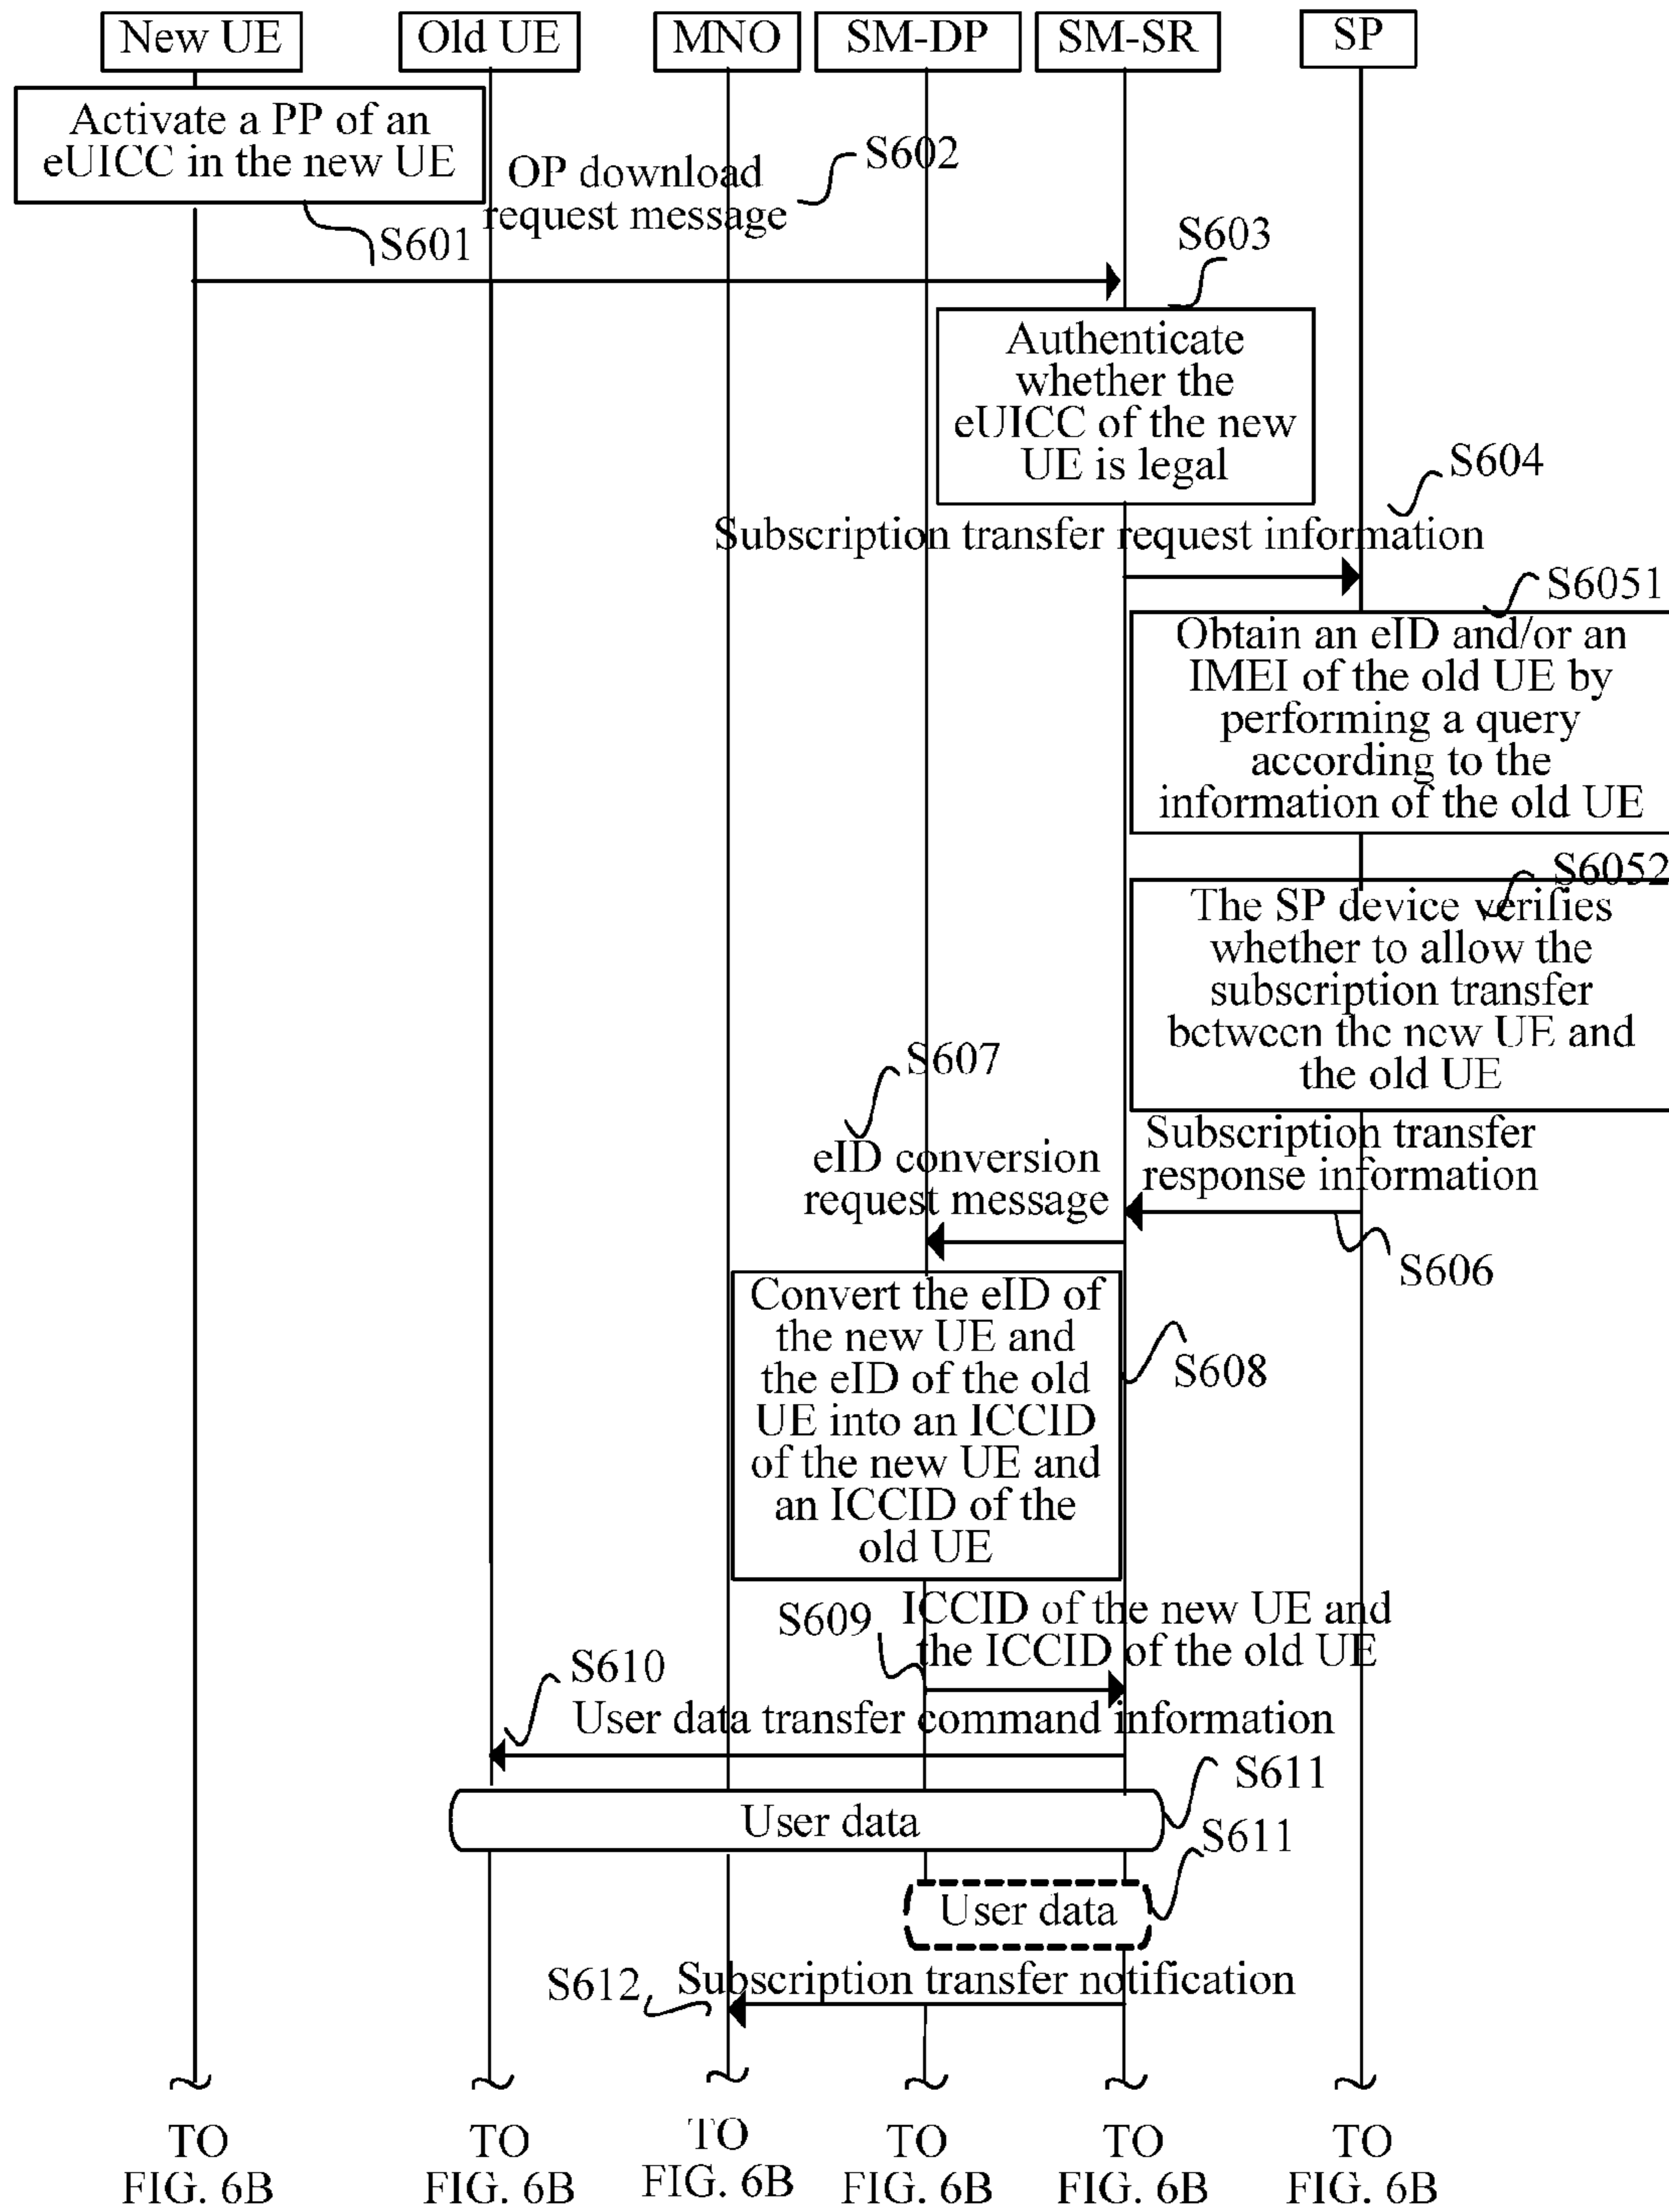 New UE
Old UE
MNO
SM-DP
SM-SR
SP
Activate a PP of an
eUICC in the new UE
S601
OP download
request message
S602
S603
Authenticate
whether the
eUICC of the new
UE is legal
S604
Subscription transfer request information
S6051
Obtain an eID and/or an
IMEI of the old UE by
performing a query
according to the
information of the old UE
S6052
The SP device verifies
whether to allow the
subscription transfer
between the new UE and
the old UE
Subscription transfer
response information
S606
S607
eID conversion
request message
Convert the eID of
the new UE and
the eID of the old
UE into an ICCID
of the new UE and
an ICCID of the
old UE
S608
S609
ICCID of the new UE and
the ICCID of the old UE
S610
User data transfer command information
User data
S611
S611
User data
S612
Subscription transfer notification
TO
FIG. 6B
TO
FIG. 6B
TO
FIG. 6B
TO
FIG. 6B
TO
FIG. 6B
TO
FIG. 6B